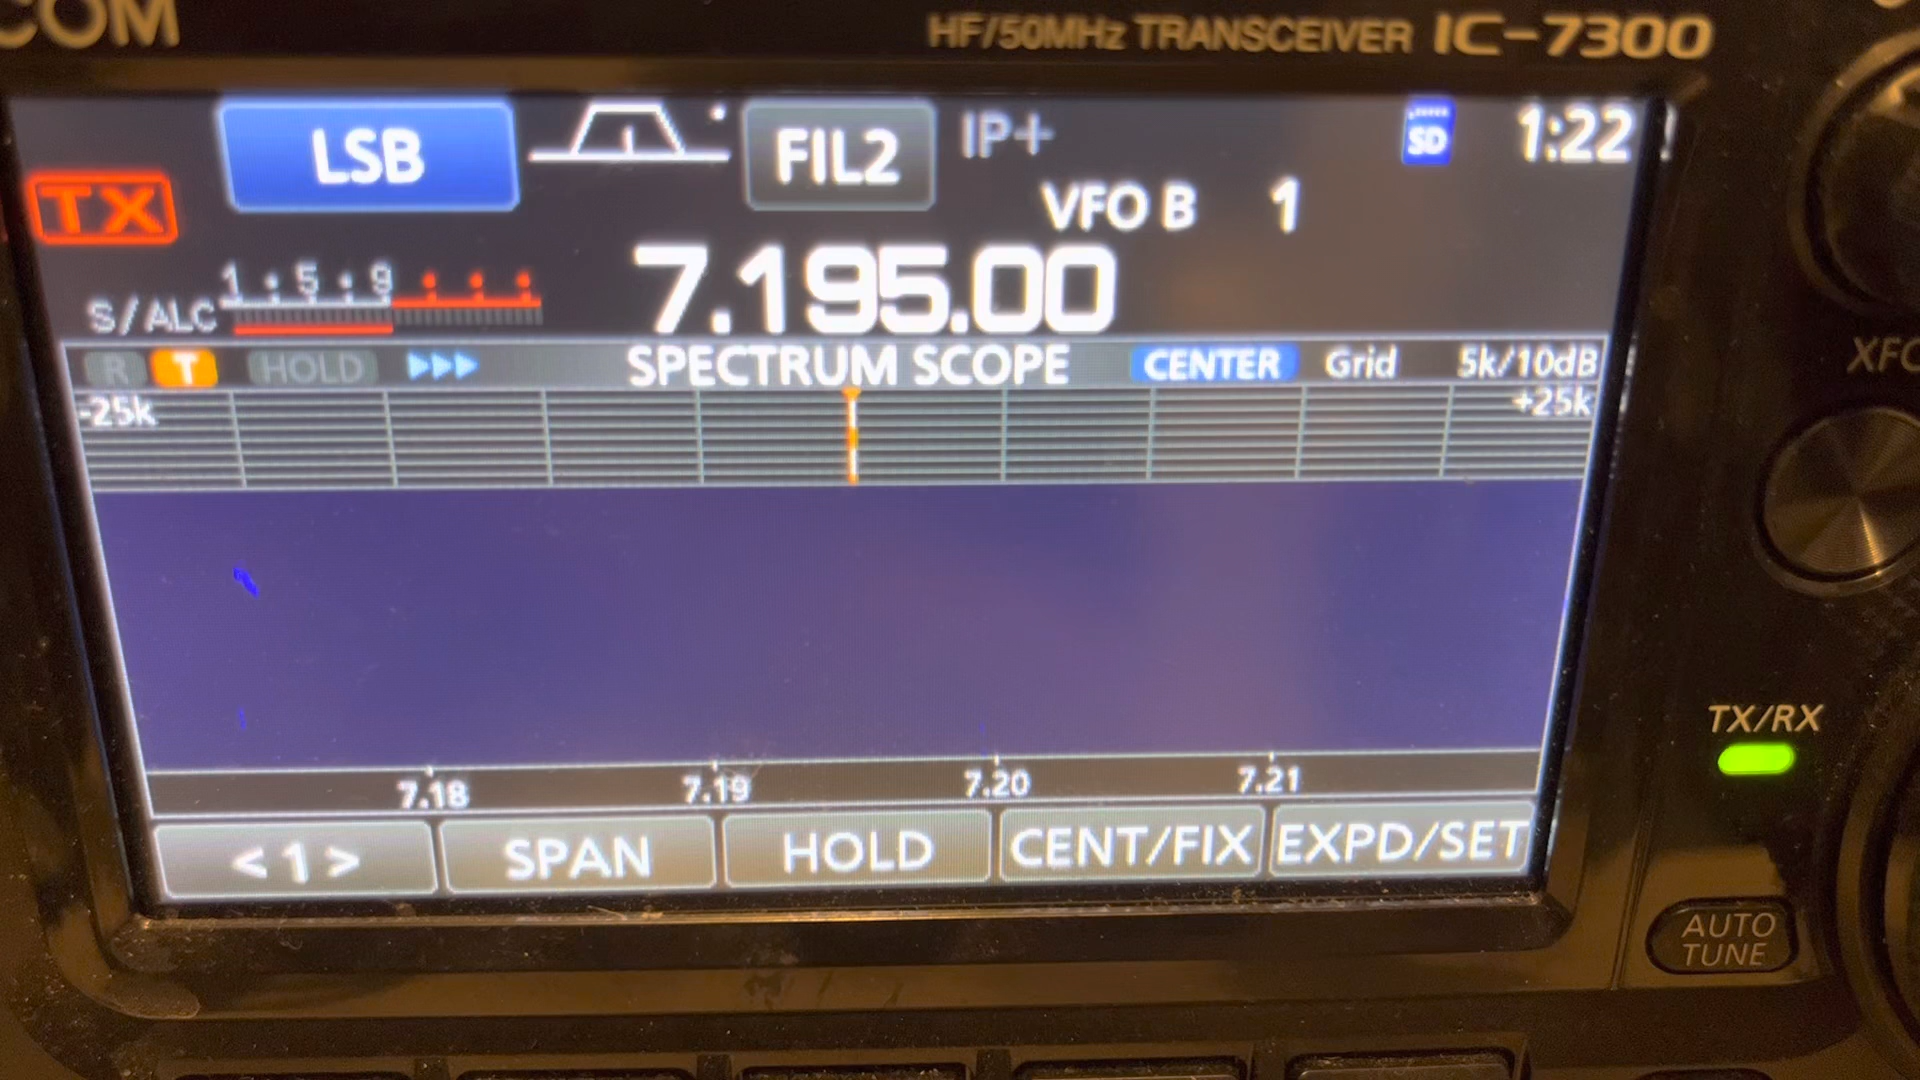 COM HF/50MHz TRANSCEIVER IC-7300
LSB FIL2 IP+ SD 1:22
TX
VFO B 1
7.195.00
1 5 9
S/ALC
R T HOLD SPECTRUM SCOPE CENTER Grid 5k/10dB
-25k +25k
XFC
7.18 7.19 7.20 7.21
TX/RX
< 1 > SPAN HOLD CENT/FIX EXPD/SET
AUTO
TUNE